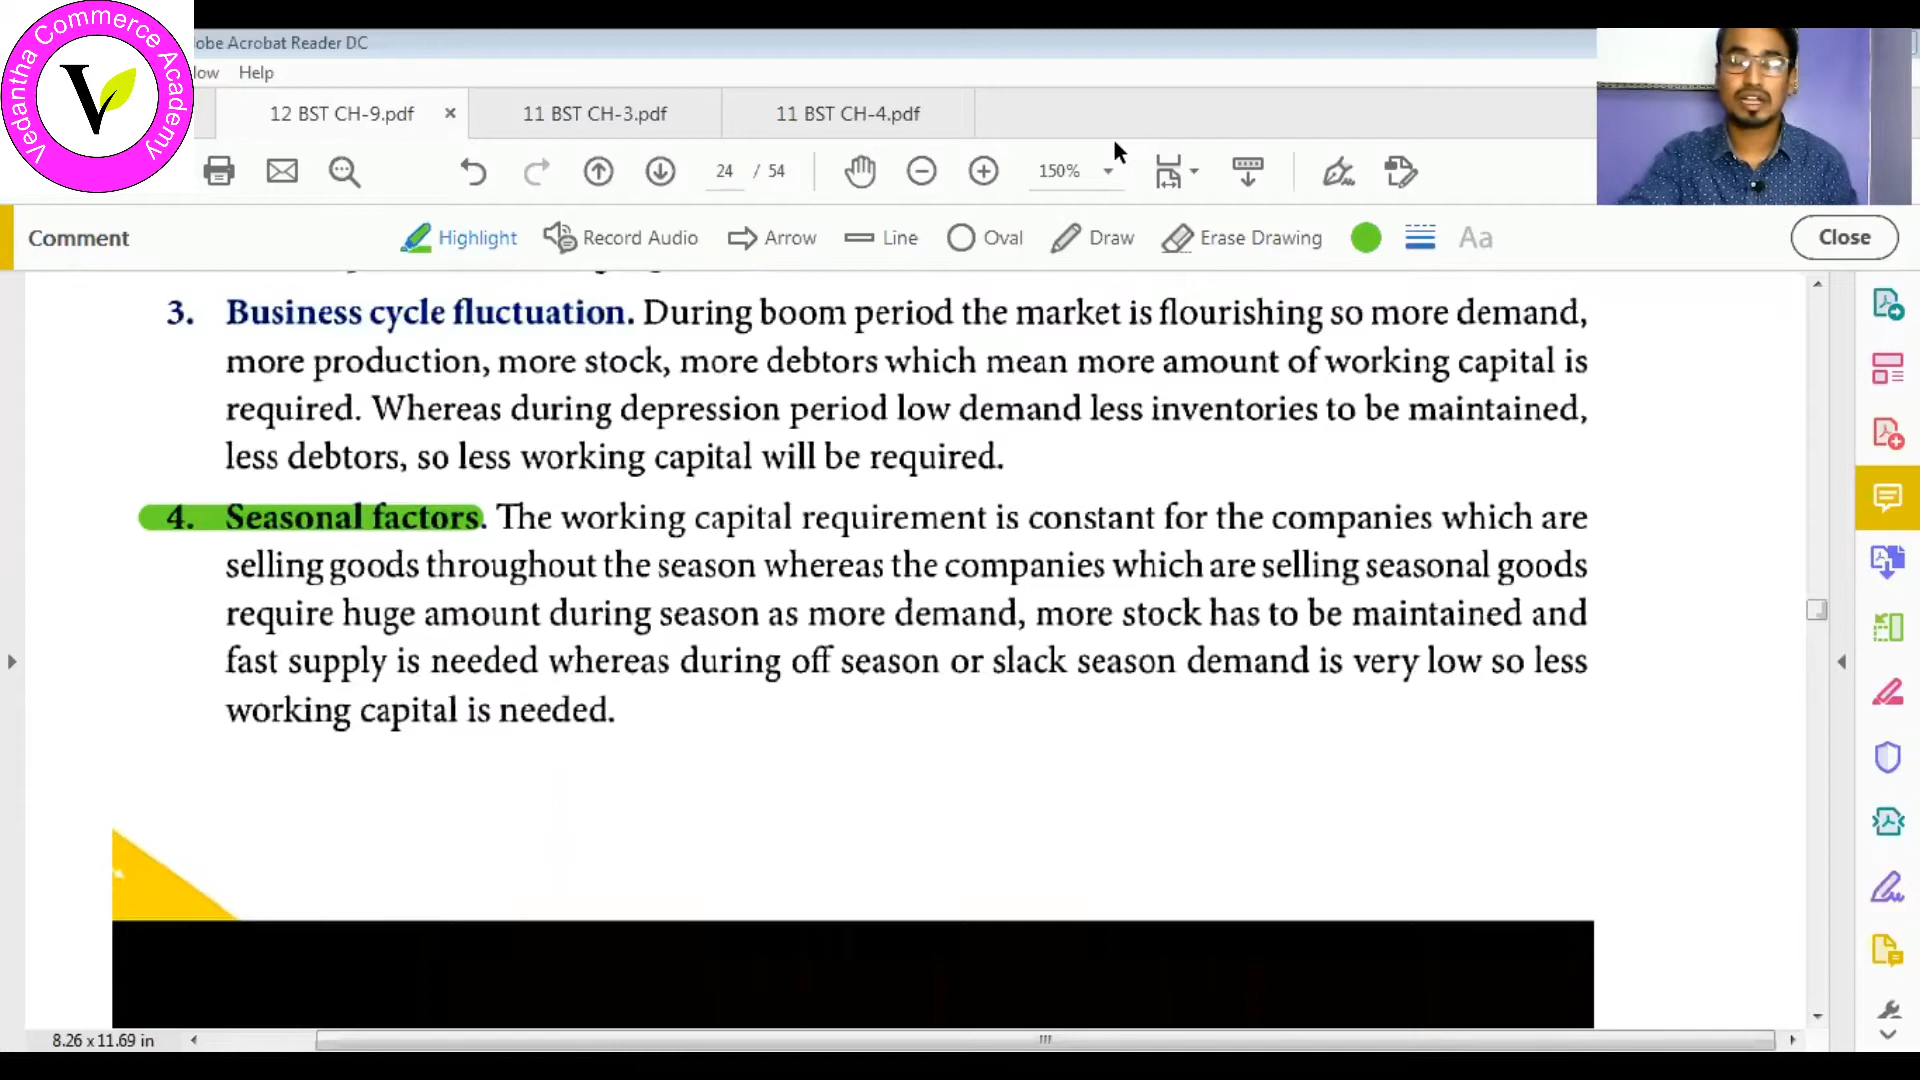 Vedantha Commerce Academy
V
obe Acrobat Reader DC
low Help
12 BST CH-9.pdf × 11 BST CH-3.pdf 11 BST CH-4.pdf
24 / 54 150%
Comment Highlight Record Audio Arrow Line Oval Draw Erase Drawing Aa Close
3. Business cycle fluctuation. During boom period the market is flourishing so more demand,
more production, more stock, more debtors which mean more amount of working capital is
required. Whereas during depression period low demand less inventories to be maintained,
less debtors, so less working capital will be required.
4. Seasonal factors. The working capital requirement is constant for the companies which are
selling goods throughout the season whereas the companies which are selling seasonal goods
require huge amount during season as more demand, more stock has to be maintained and
fast supply is needed whereas during off season or slack season demand is very low so less
working capital is needed.
8.26 x 11.69 in